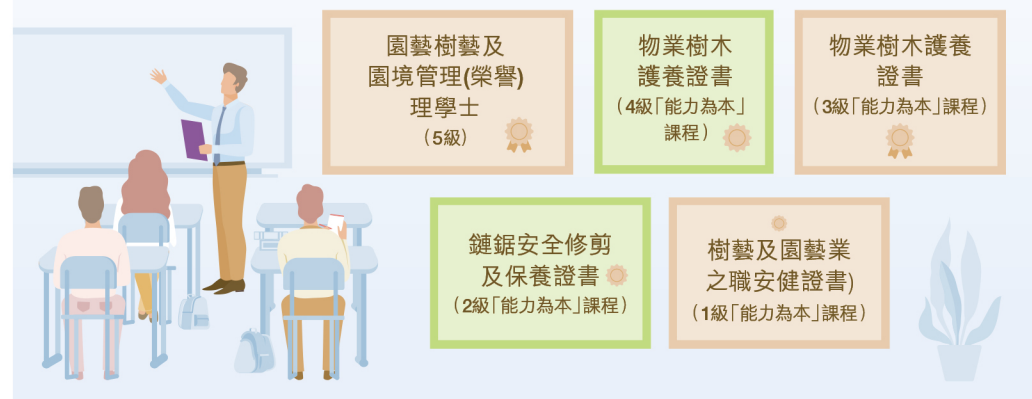 園藝樹藝及
園境管理(榮譽)
理學士
(5級)
物業樹木
護養證書
(4級「能力為本」
課程)
物業樹木護養
證書
(3級「能力為本」課程)
鏈鋸安全修剪
及保養證書
(2級「能力為本」課程)
樹藝及園藝業
之職安健證書)
(1級「能力為本」課程)